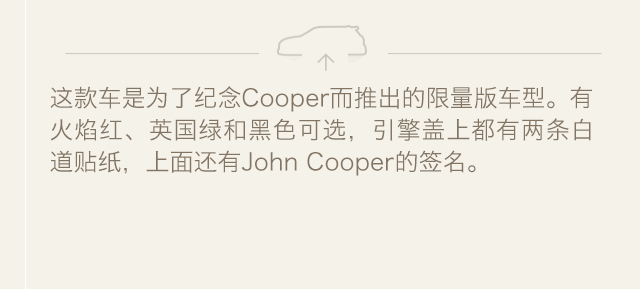 这款车是为了纪念Cooper而推出的限量版车型。有
火焰红、英国绿和黑色可选，引擎盖上都有两条白
道贴纸，上面还有John Cooper的签名。